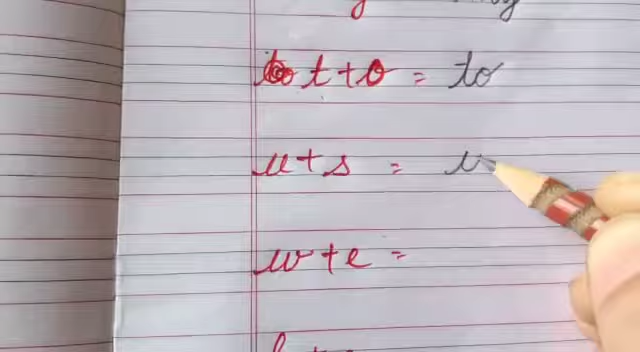 t+o = to
u+s = u
w+e =